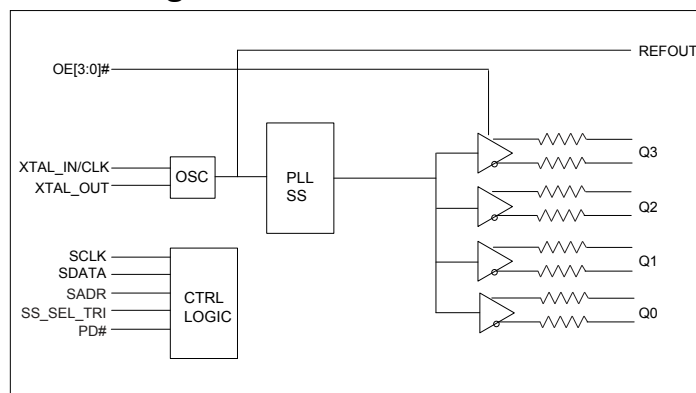 REFOUT
OE[3:0]#
XTAL_IN/CLK
XTAL_OUT
OSC
PLL
SS
Q3
Q2
Q1
Q0
SCLK
SDATA
SADR
SS_SEL_TRI
PD#
CTRL
LOGIC